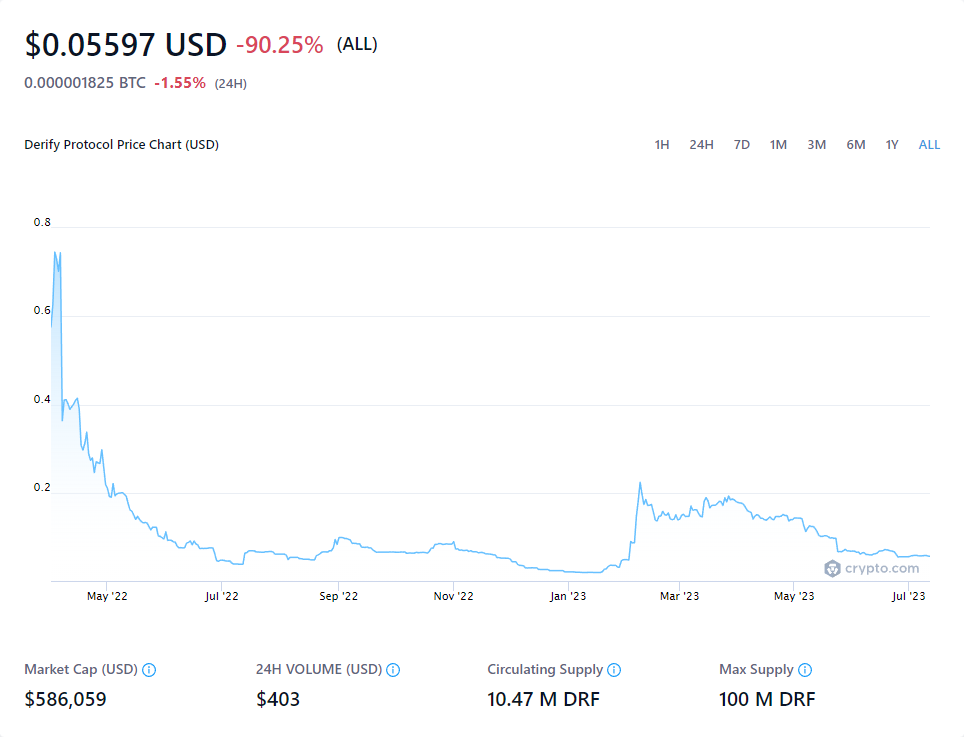 $0.05597 USD -90.25% (ALL)
0.000001825 BTC -1.55% (24H)
Derify Protocol Price Chart (USD) 1H 24H 7D 1M 3M 6M 1Y ALL
0.8
0.6
0.4
0.2
crypto.com
May '22 Jul '22 Sep '22 Nov '22 Jan '23 Mar '23 May '23 Jul '23
Market Cap (USD) 24H VOLUME (USD) Circulating Supply Max Supply
$586,059 $403 10.47 M DRF 100 M DRF